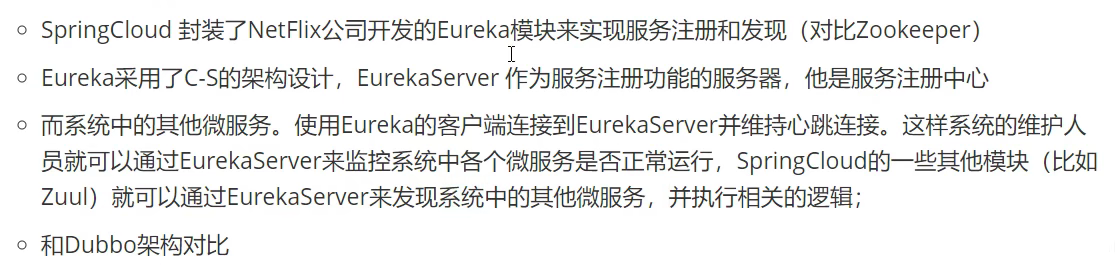 SpringCloud 封装了NetFlix公司开发的Eureka模块来实现服务注册和发现（对比Zookeeper）
Eureka采用了C-S的架构设计，EurekaServer 作为服务注册功能的服务器，他是服务注册中心
而系统中的其他微服务。使用Eureka的客户端连接到EurekaServer并维持心跳连接。这样系统的维护人
员就可以通过EurekaServer来监控系统中各个微服务是否正常运行，SpringCloud的一些其他模块（比如
Zuul）就可以通过EurekaServer来发现系统中的其他微服务，并执行相关的逻辑；
和Dubbo架构对比